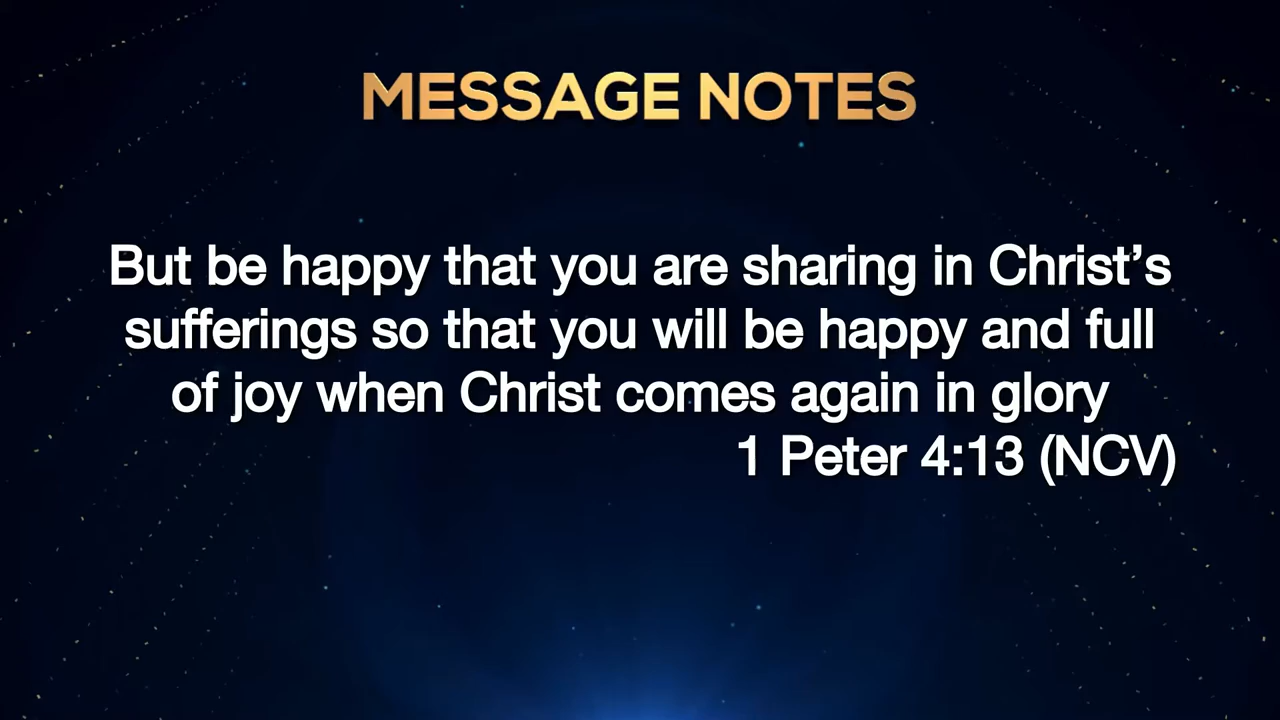 MESSAGE NOTES
But be happy that you are sharing in Christ’s
sufferings so that you will be happy and full
of joy when Christ comes again in glory
1 Peter 4:13 (NCV)